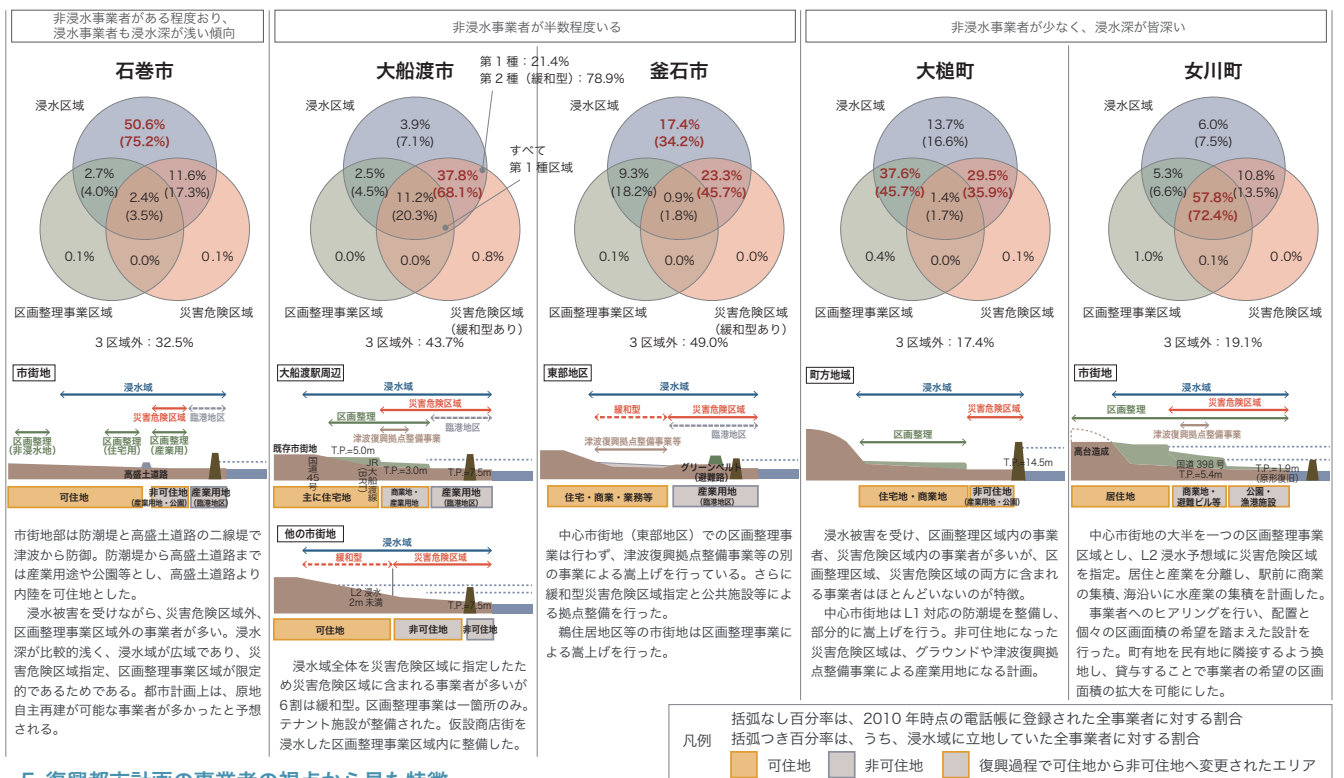 非浸水事業者がある程度おり、
浸水事業者も浸水深が浅い傾向
非浸水事業者が半数程度いる
非浸水事業者が少なく、浸水深が皆深い
石巻市
浸水区域
50.6%
(75.2%)
2.7%
(4.0%)
11.6%
(17.3%)
2.4%
(3.5%)
0.1%
0.0%
0.1%
区画整理事業区域
災害危険区域
3 区域外：32.5%
市街地
浸水域
災害危険区域
臨港地区
区画整理
(非浸水地)
区画整理
(住宅用)
区画整理
(産業用)
高盛土道路
可住地
非可住地
(産業用地・公園)
産業用地
(臨港地区)
市街地部は防潮堤と高盛土道路の二線堤で
津波から防御。防潮堤から高盛土道路まで
は産業用途や公園等とし、高盛土道路より
内陸を可住地とした。
浸水被害を受けながら、災害危険区域外、
区画整理事業区域外の事業者が多い。浸水
深が比較的浅く、浸水域が広域であり、災
害危険区域指定、区画整理事業区域が限定
的であるためである。都市計画上は、原地
自主再建が可能な事業者が多かったと予想
される。
大船渡市
第 1 種：21.4%
第 2 種（緩和型）：78.9%
すべて
第 1 種区域
浸水区域
3.9%
(7.1%)
2.5%
(4.5%)
37.8%
(68.1%)
11.2%
(20.3%)
0.0%
0.0%
0.8%
区画整理事業区域
災害危険区域
（緩和型あり）
3 区域外：43.7%
大船渡駅周辺
浸水域
災害危険区域
区画整理
臨港地区
津波復興拠点整備事業
既存市街地
T.P.=5.0m
国道45号
JR大船渡線(BRT)
T.P.=3.0m
T.P.=7.5m
主に住宅地
商業地・
産業用地
産業用地
(臨港地区)
他の市街地
浸水域
緩和型
災害危険区域
L2 浸水
2m 未満
T.P.=7.5m
可住地
非可住地
非可住地
浸水域全体を災害危険区域に指定したた
め災害危険区域に含まれる事業者が多いが
6割は緩和型。区画整理事業は一箇所のみ。
テナント施設が整備された。仮設商店街を
浸水した区画整理事業区域内に整備した。
釜石市
浸水区域
17.4%
(34.2%)
9.3%
(18.2%)
23.3%
(45.7%)
0.9%
(1.8%)
0.1%
0.0%
0.0%
区画整理事業区域
災害危険区域
（緩和型あり）
3 区域外：49.0%
東部地区
浸水域
緩和型
災害危険区域
臨港地区
津波復興拠点整備事業等
グリーンベルト
(避難路)
住宅・商業・業務等
産業用地
(臨港地区)
中心市街地（東部地区）での区画整理事
業は行わず、津波復興拠点整備事業等の別
の事業による嵩上げを行っている。さらに
緩和型災害危険区域指定と公共施設等によ
る拠点整備を行った。
鵜住居地区等の市街地は区画整理事業に
よる嵩上げを行った。
大槌町
浸水区域
13.7%
(16.6%)
37.6%
(45.7%)
29.5%
(35.9%)
1.4%
(1.7%)
0.4%
0.0%
0.1%
区画整理事業区域
災害危険区域
3 区域外：17.4%
町方地域
浸水域
災害危険区域
区画整理
T.P.=14.5m
住宅地・商業地
非可住地
(産業用地・公園)
浸水被害を受け、区画整理区域内の事業
者、災害危険区域内の事業者が多いが、区
画整理区域、災害危険区域の両方に含まれ
る事業者はほとんどいないのが特徴。
中心市街地は L1 対応の防潮堤を整備し、
部分的に嵩上げを行う。非可住地になった
災害危険区域は、グラウンドや津波復興拠
点整備事業による産業用地になる計画。
女川町
浸水区域
6.0%
(7.5%)
5.3%
(6.6%)
10.8%
(13.5%)
57.8%
(72.4%)
1.0%
0.1%
0.0%
区画整理事業区域
災害危険区域
3 区域外：19.1%
市街地
浸水域
災害危険区域
区画整理
津波復興拠点整備事業
高台造成
国道 398 号
T.P.=5.4m
T.P.=1.9m
(原形復旧)
居住地
商業地・
避難ビル等
公園・
漁港施設
中心市街地の大半を一つの区画整理事業
区域とし、L2 浸水予想域に災害危険区域
を指定。居住と産業を分離し、駅前に商業
の集積、海沿いに水産業の集積を計画した。
事業者へのヒアリングを行い、配置と
個々の区画面積の希望を踏まえた設計を
行った。町有地を民有地に隣接するよう換
地し、貸与することで事業者の希望の区画
面積の拡大を可能にした。
凡例
括弧なし百分率は、2010 年時点の電話帳に登録された全事業者に対する割合
括弧つき百分率は、うち、浸水域に立地していた全事業者に対する割合
可住地
非可住地
復興過程で可住地から非可住地へ変更されたエリア